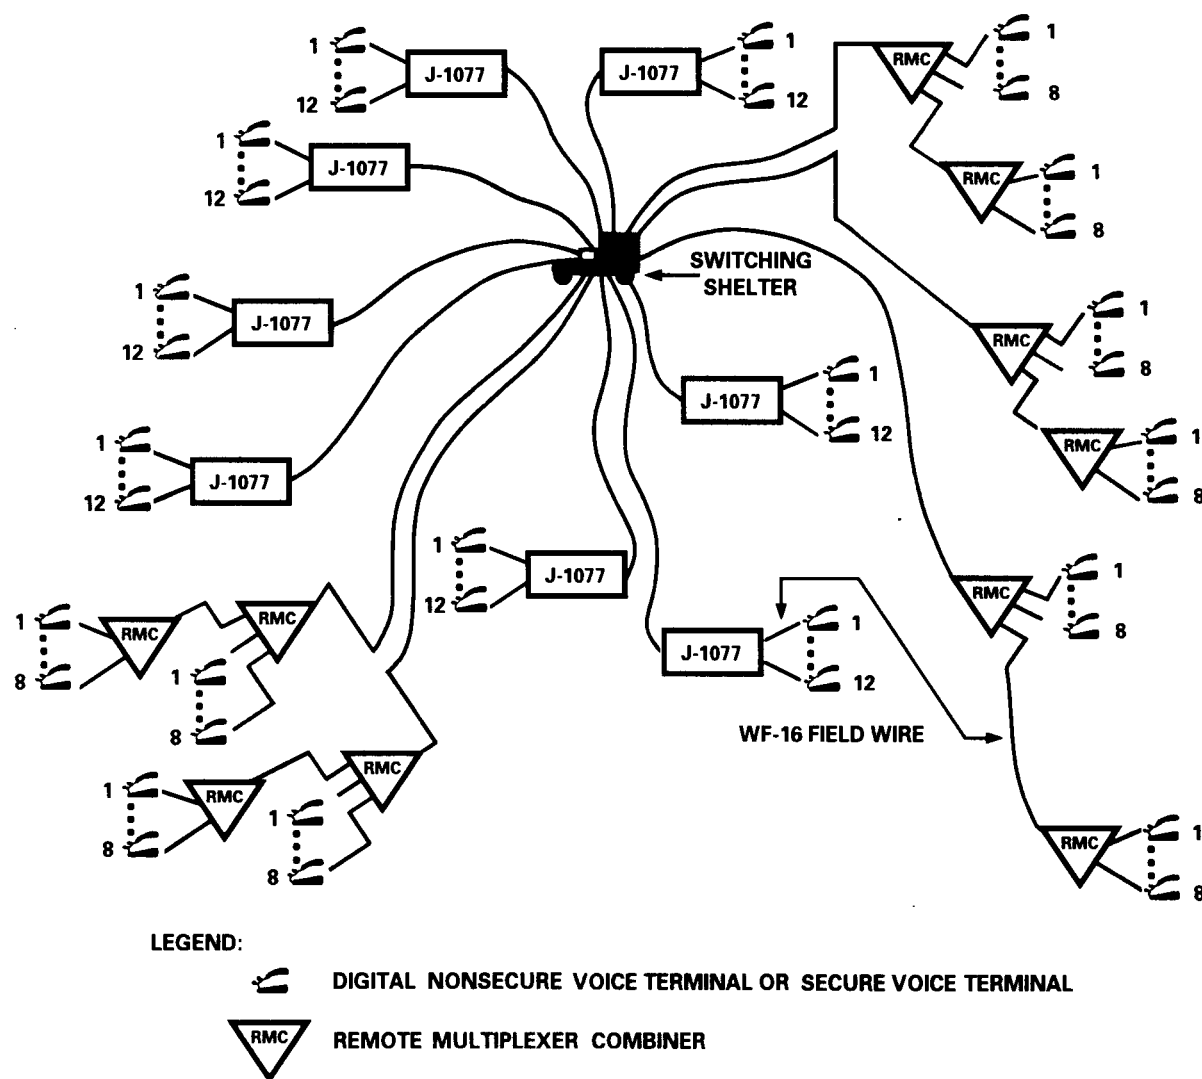 1
12
J-1077
J-1077
1
12
RMC
1
8
1
12
J-1077
RMC
1
8
SWITCHING
SHELTER
1
12
J-1077
RMC
1
8
J-1077
1
12
1
12
J-1077
RMC
1
8
1
12
J-1077
RMC
1
8
1
8
RMC
RMC
1
8
J-1077
1
12
WF-16 FIELD WIRE
1
8
RMC
RMC
1
8
RMC
1
8
LEGEND:
DIGITAL NONSECURE VOICE TERMINAL OR SECURE VOICE TERMINAL
RMC
REMOTE MULTIPLEXER COMBINER